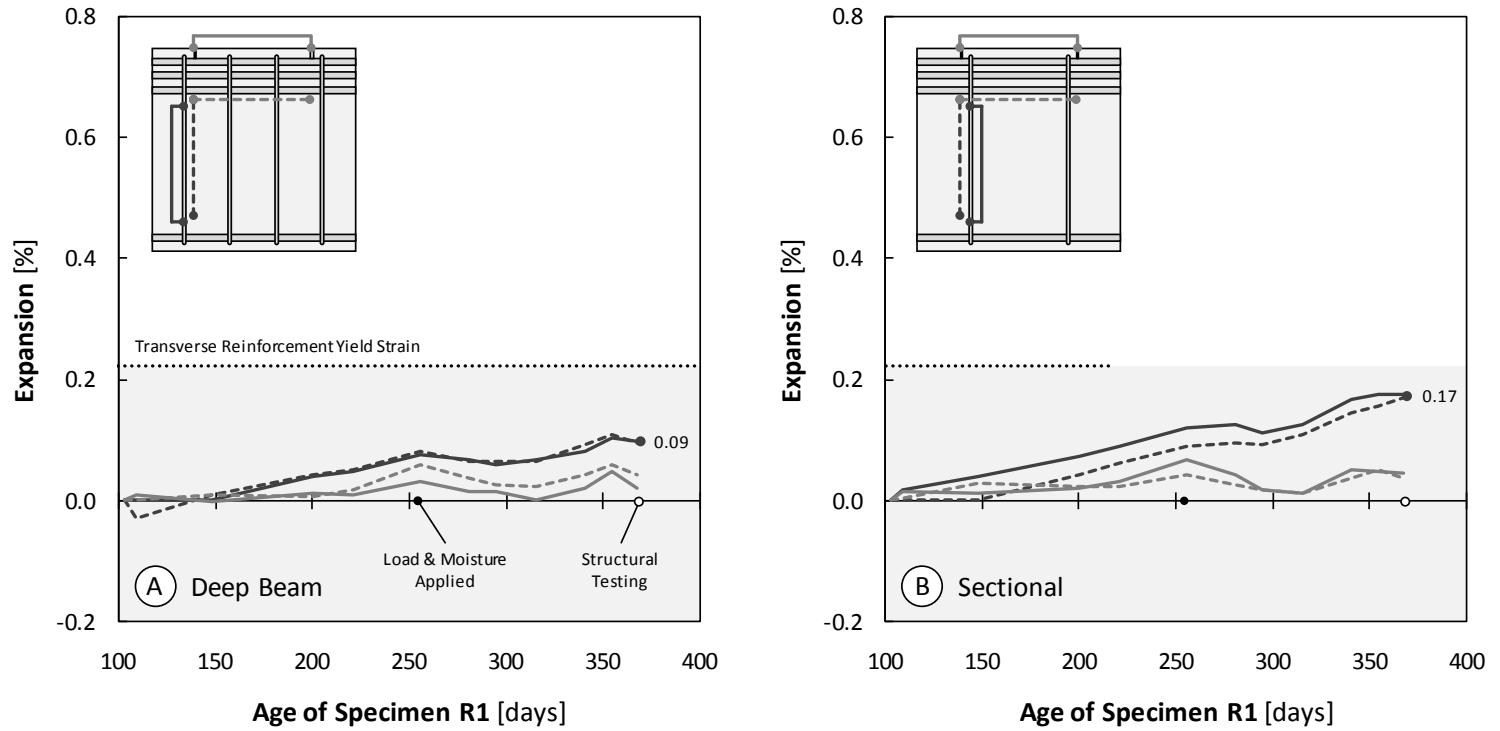 0.8
0.6
0.4
0.2
0.0
-0.2
Expansion [%]
Transverse Reinforcement Yield Strain
0.09
Load & Moisture
Applied
Structural
Testing
A Deep Beam
100 150 200 250 300 350 400
Age of Specimen R1 [days]
0.8
0.6
0.4
0.2
0.0
-0.2
Expansion [%]
0.17
B Sectional
100 150 200 250 300 350 400
Age of Specimen R1 [days]